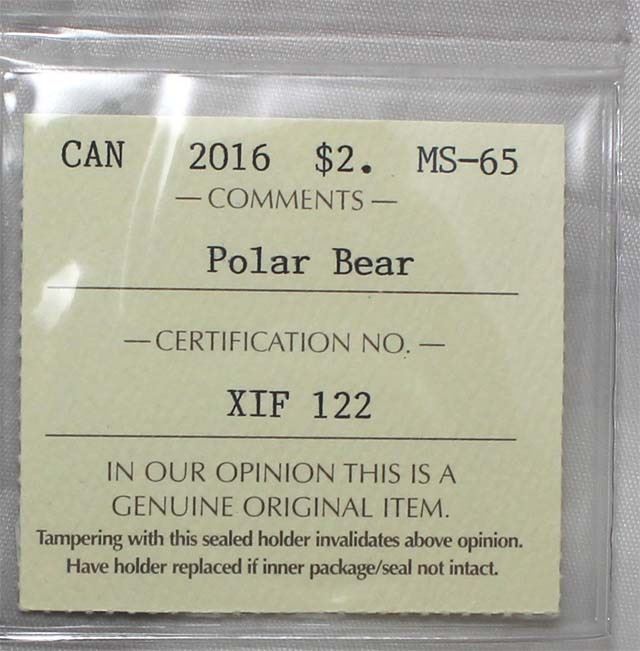 CAN 2016 $2. MS-65
— COMMENTS —
Polar Bear
— CERTIFICATION NO. —
XIF 122
IN OUR OPINION THIS IS A
GENUINE ORIGINAL ITEM.
Tampering with this sealed holder invalidates above opinion.
Have holder replaced if inner package/seal not intact.